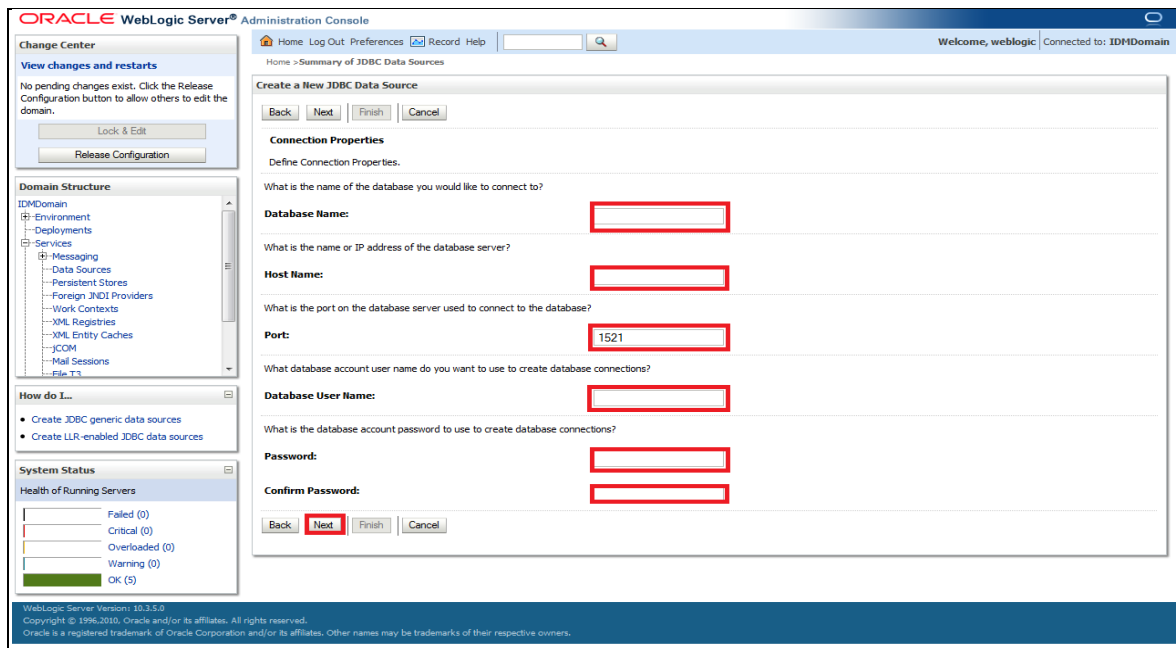 ORACLE WebLogic Server® Administration Console
Change Center
View changes and restarts
No pending changes exist. Click the Release
Configuration button to allow others to edit the
domain.
Lock & Edit
Release Configuration
Domain Structure
IDMDomain
Environment
Deployments
Services
Messaging
Data Sources
Persistent Stores
Foreign JNDI Providers
Work Contexts
XML Registries
XML Entity Caches
jCOM
Mail Sessions
File T3
How do I...
Create JDBC generic data sources
Create LLR-enabled JDBC data sources
System Status
Health of Running Servers
Failed (0)
Critical (0)
Overloaded (0)
Warning (0)
OK (5)
Home Log Out Preferences Record Help
Welcome, weblogic Connected to: IDMDomain
Home >Summary of JDBC Data Sources
Create a New JDBC Data Source
Back Next Finish Cancel
Connection Properties
Define Connection Properties.
What is the name of the database you would like to connect to?
Database Name:
What is the name or IP address of the database server?
Host Name:
What is the port on the database server used to connect to the database?
Port: 1521
What database account user name do you want to use to create database connections?
Database User Name:
What is the database account password to use to create database connections?
Password:
Confirm Password:
Back Next Finish Cancel
WebLogic Server Version: 10.3.5.0
Copyright © 1996,2010, Oracle and/or its affiliates. All rights reserved.
Oracle is a registered trademark of Oracle Corporation and/or its affiliates. Other names may be trademarks of their respective owners.